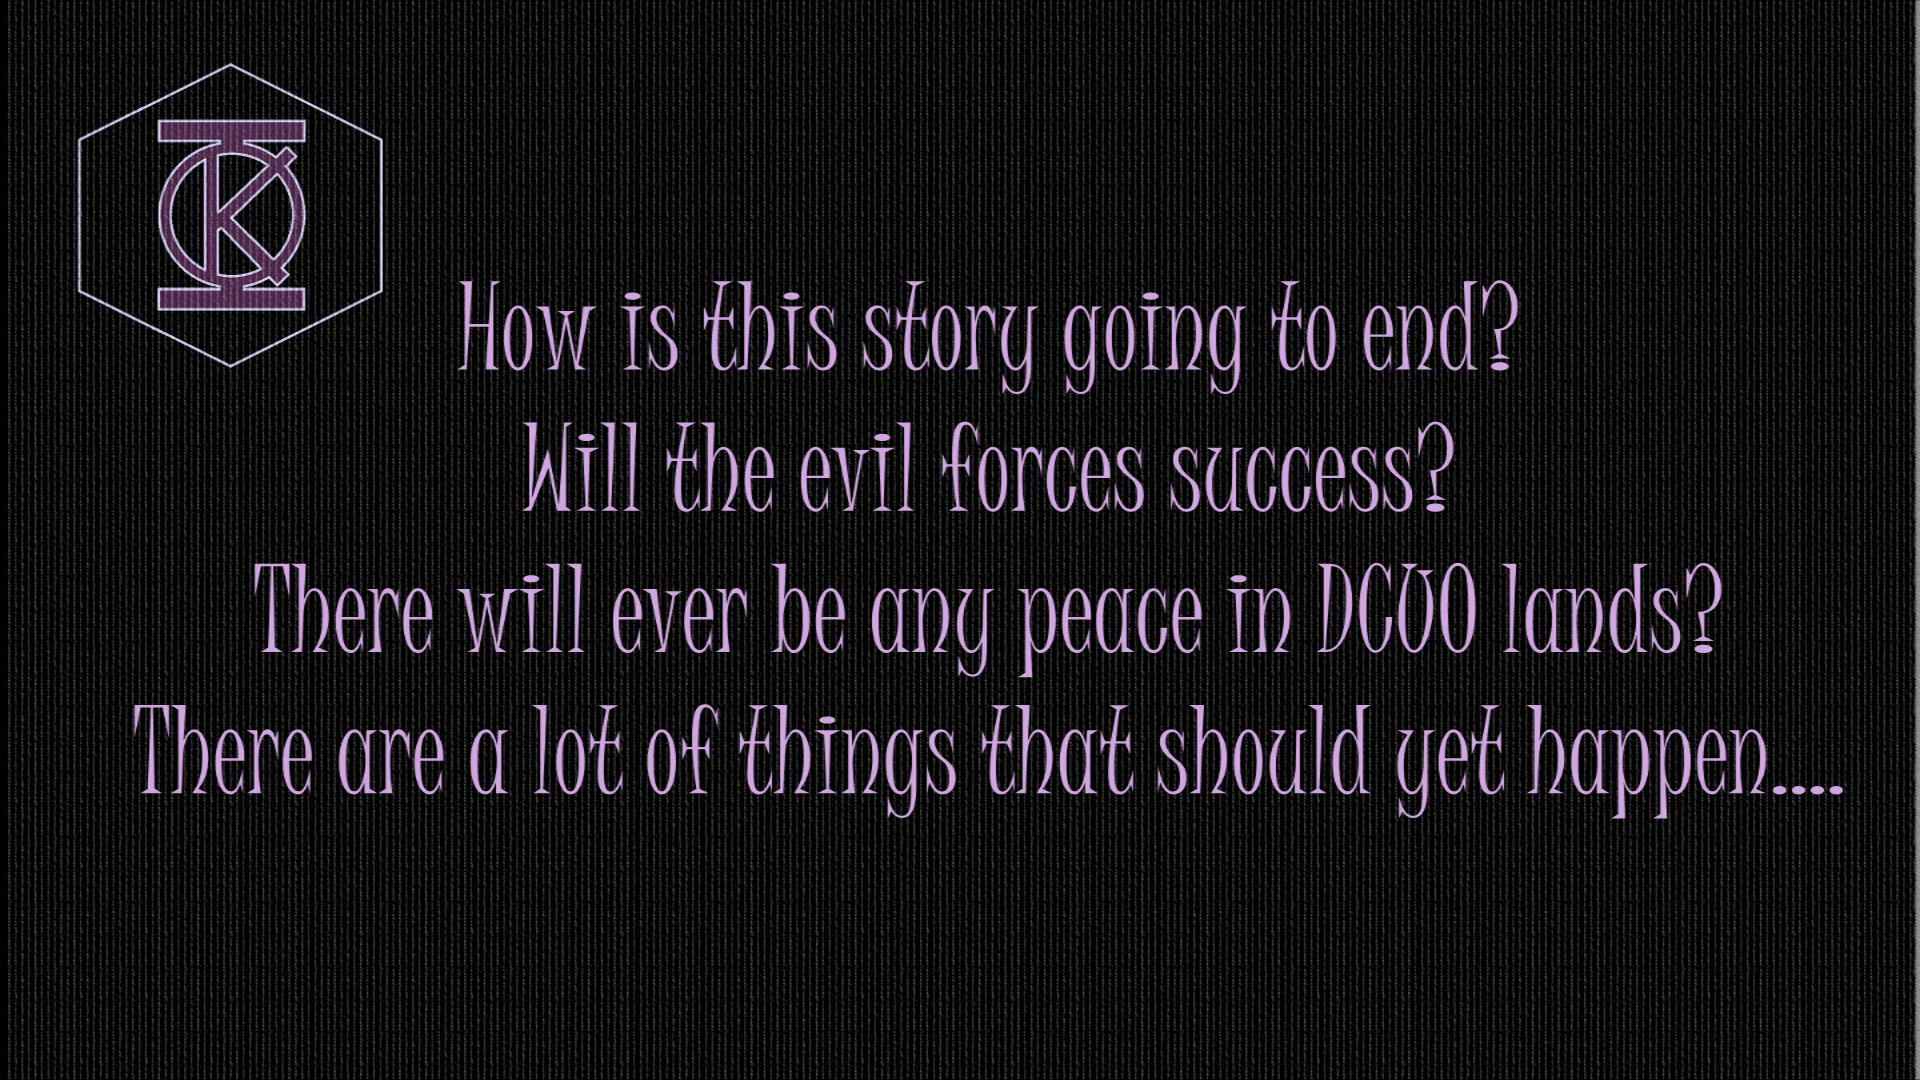 K
How is this story going to end?
Will the evil forces success?
There will ever be any peace in DCUO lands?
There are a lot of things that should yet happen....